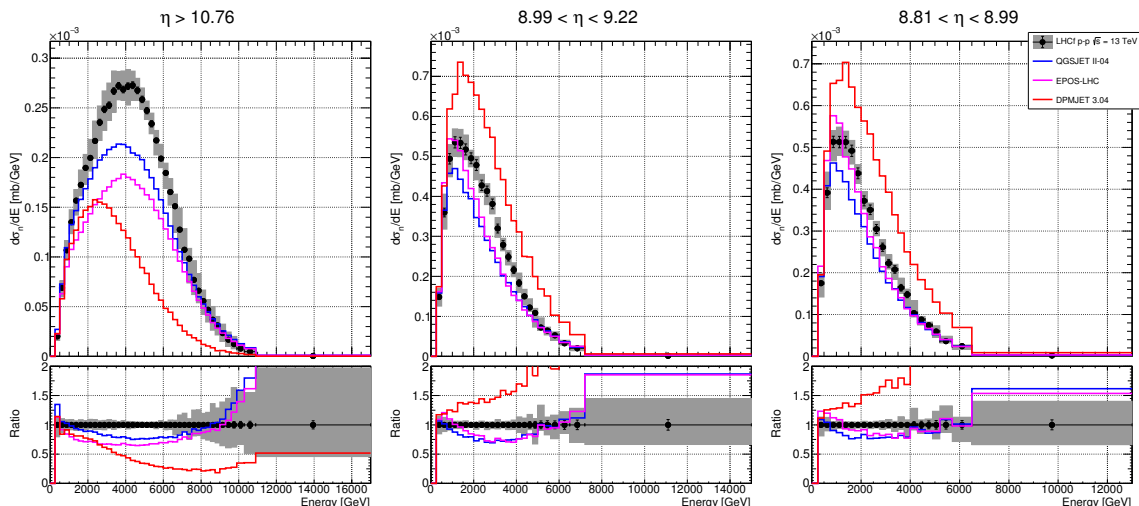 η > 10.76
8.99 < η < 9.22
8.81 < η < 8.99
×10⁻³
×10⁻³
×10⁻³
LHCf p-p √s = 13 TeV
QGSJET II-04
EPOS-LHC
DPMJET 3.04
dσₙ/dE [mb/GeV]
0.3
0.25
0.2
0.15
0.1
0.05
0
dσₙ/dE [mb/GeV]
0.7
0.6
0.5
0.4
0.3
0.2
0.1
0
dσₙ/dE [mb/GeV]
0.7
0.6
0.5
0.4
0.3
0.2
0.1
0
Ratio
2
1.5
1
0.5
0
Ratio
2
1.5
1
0.5
0
Ratio
2
1.5
1
0.5
0
0 2000 4000 6000 8000 10000 12000 14000 16000
Energy [GeV]
0 2000 4000 6000 8000 10000 12000 14000
Energy [GeV]
0 2000 4000 6000 8000 10000 12000
Energy [GeV]